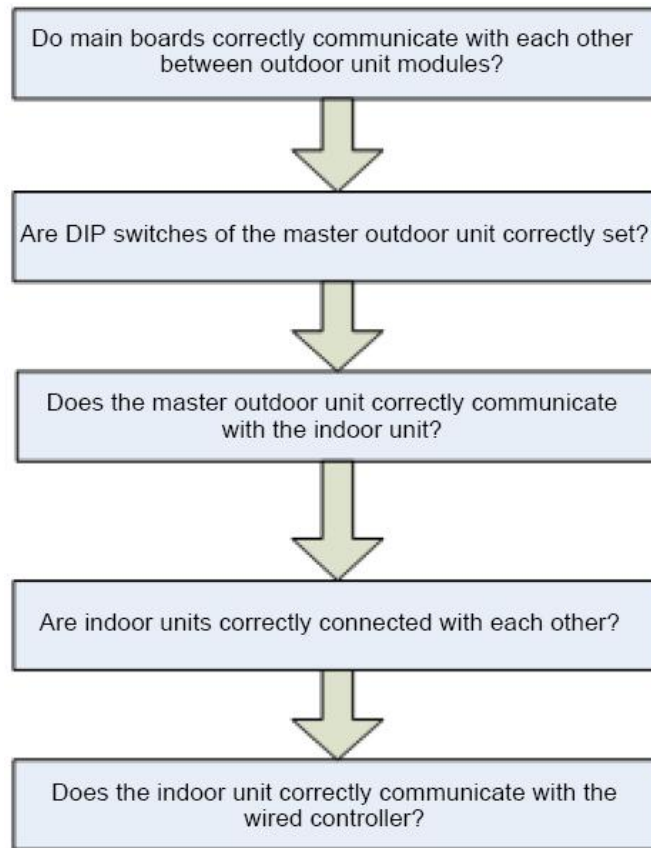 Do main boards correctly communicate with each other
between outdoor unit modules?
Are DIP switches of the master outdoor unit correctly set?
Does the master outdoor unit correctly communicate
with the indoor unit?
Are indoor units correctly connected with each other?
Does the indoor unit correctly communicate with the
wired controller?